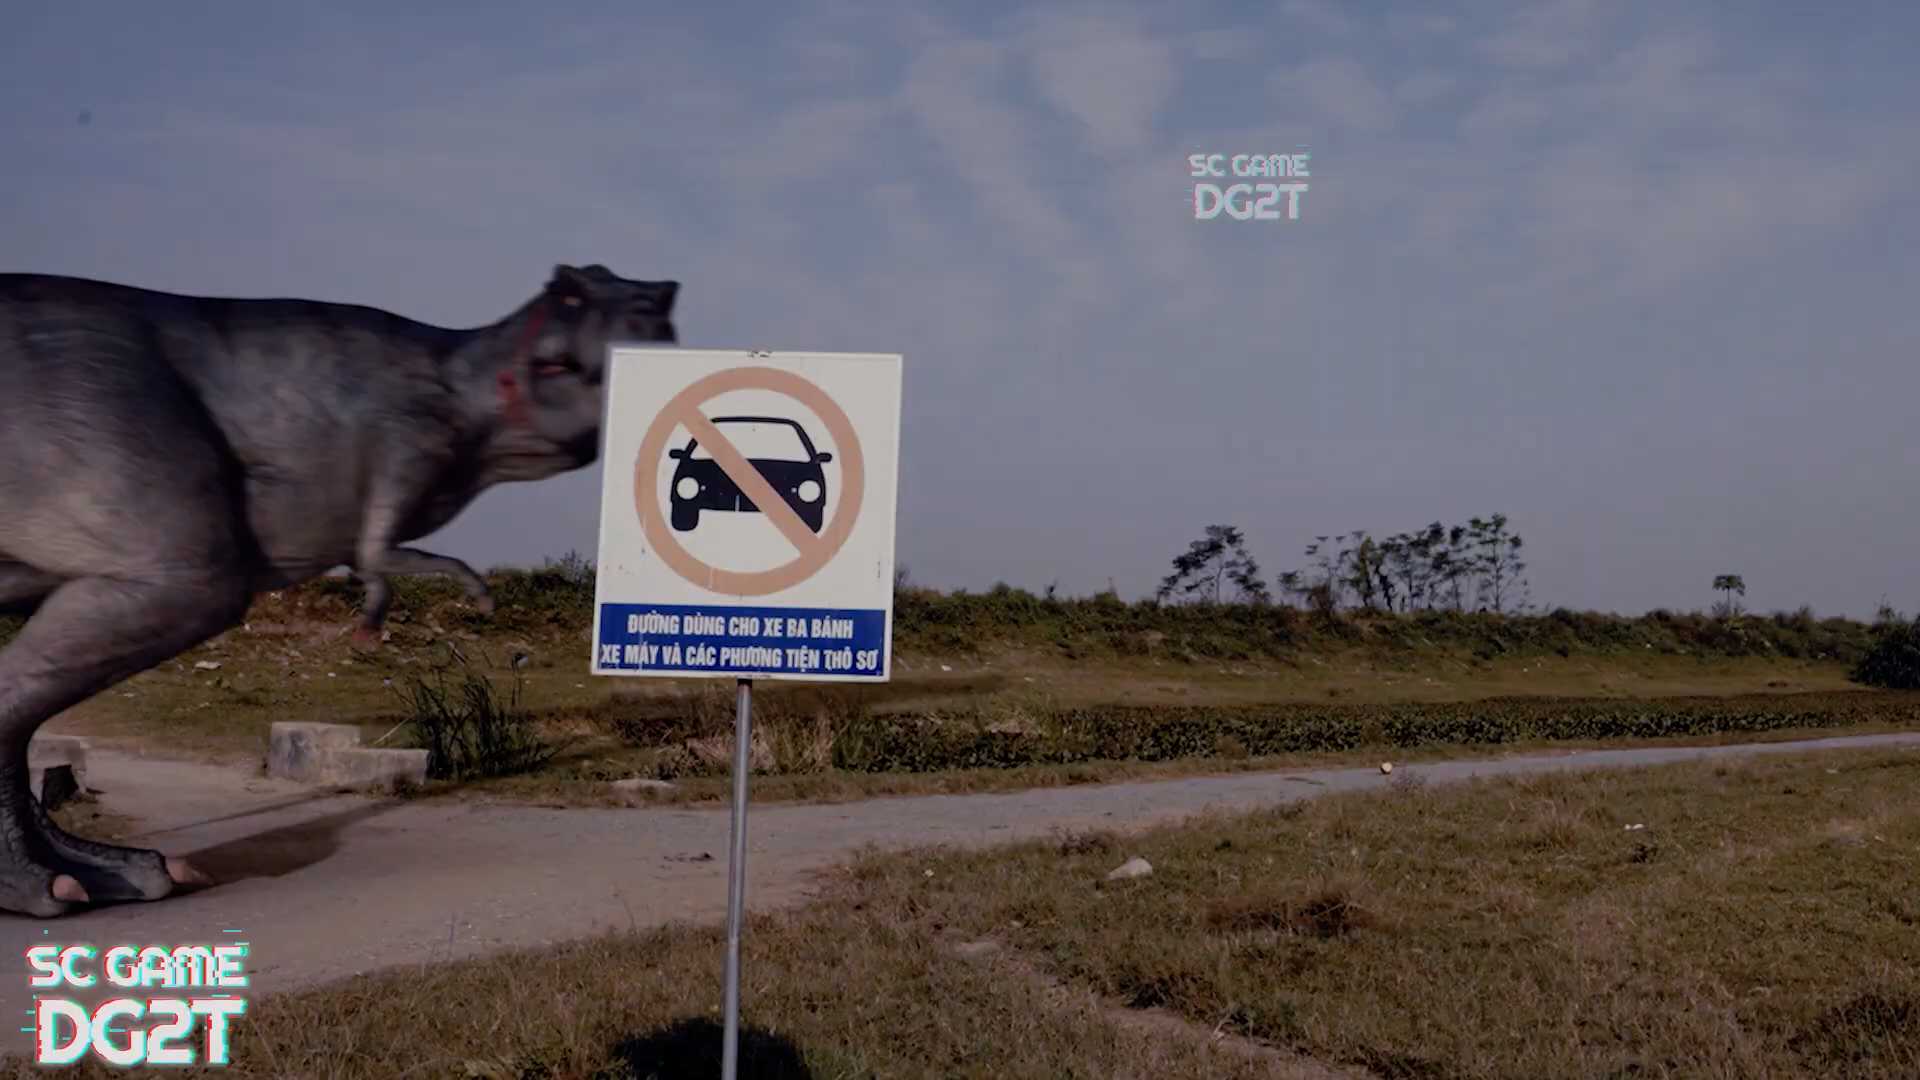 SC GAME
DG2T
ĐƯỜNG DÙNG CHO XE BA BÁNH
XE MÁY VÀ CÁC PHƯƠNG TIỆN THÔ SƠ
SC GAME
DG2T